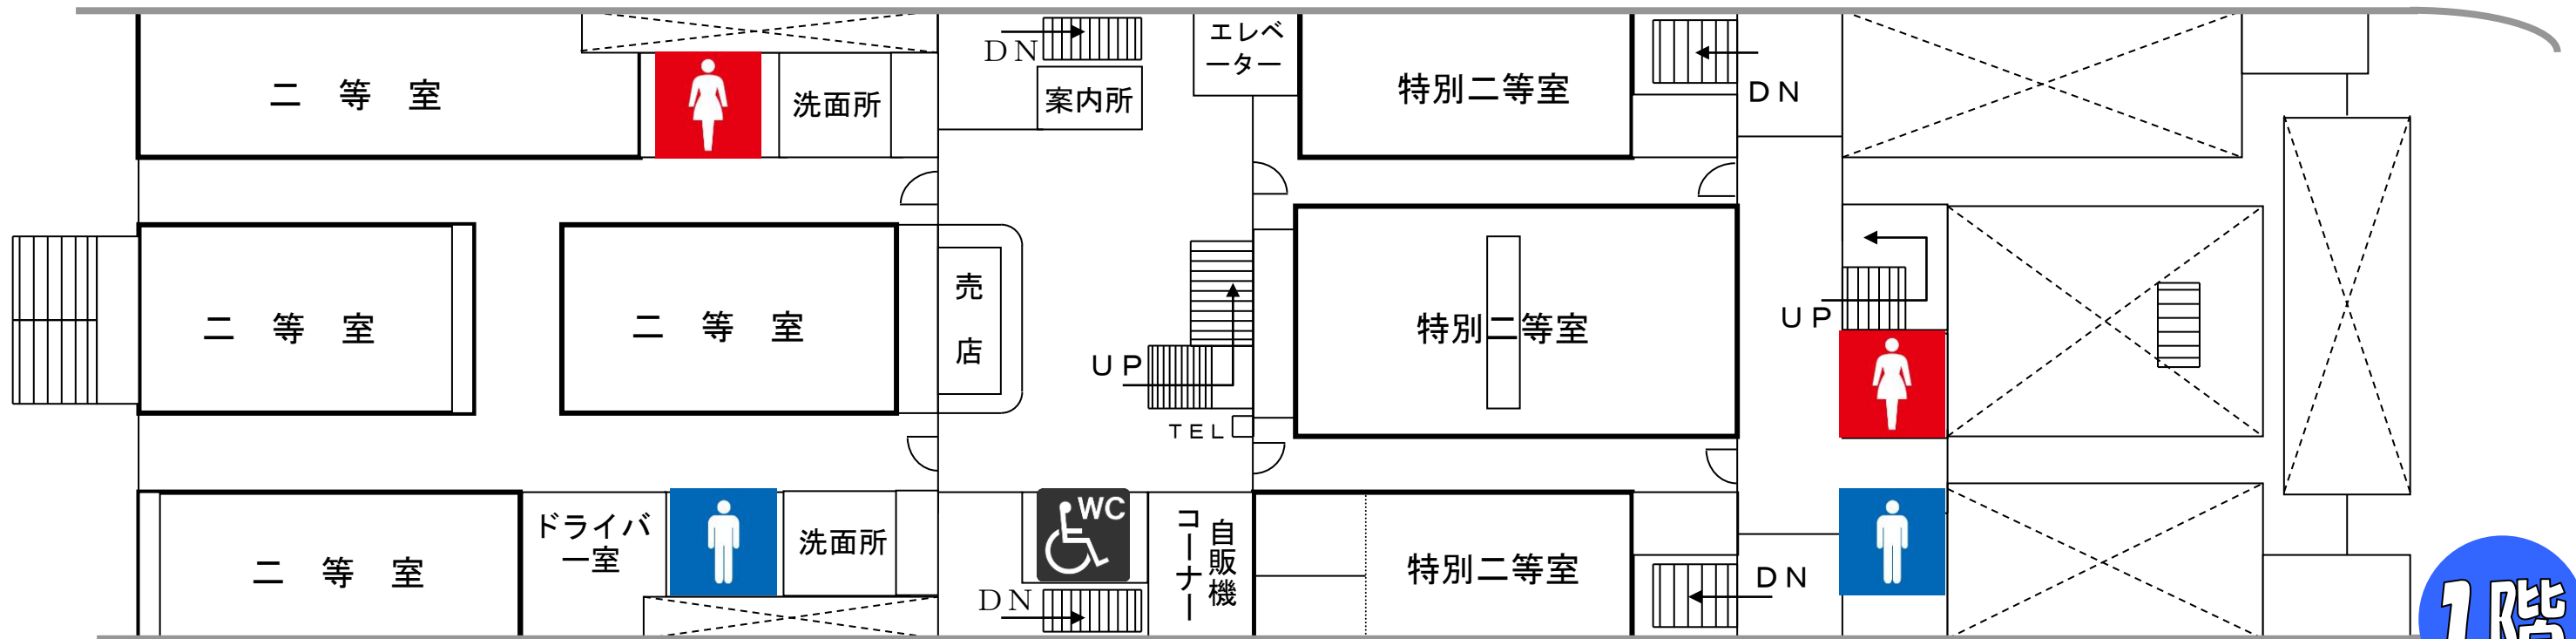 DN
エレベ
ーター
二 等 室
洗面所
案内所
特別二等室
DN
二 等 室
二 等 室
売
店
UP
TEL
特別二等室
UP
二 等 室
ドライバ
ー室
洗面所
WC
DN
自販機
コーナー
特別二等室
DN
1階